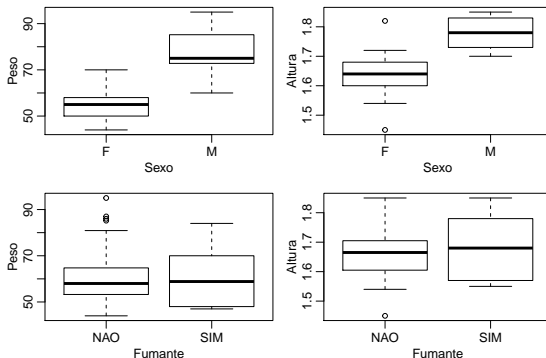 Peso
50
70
90
F
M
Sexo
Altura
1.5
1.6
1.7
1.8
F
M
Sexo
Peso
50
70
90
NAO
SIM
Fumante
Altura
1.5
1.6
1.7
1.8
NAO
SIM
Fumante